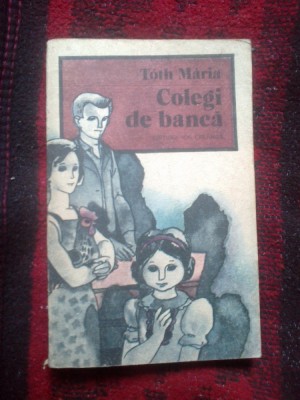 Tóth Mária
Colegi
de bancă